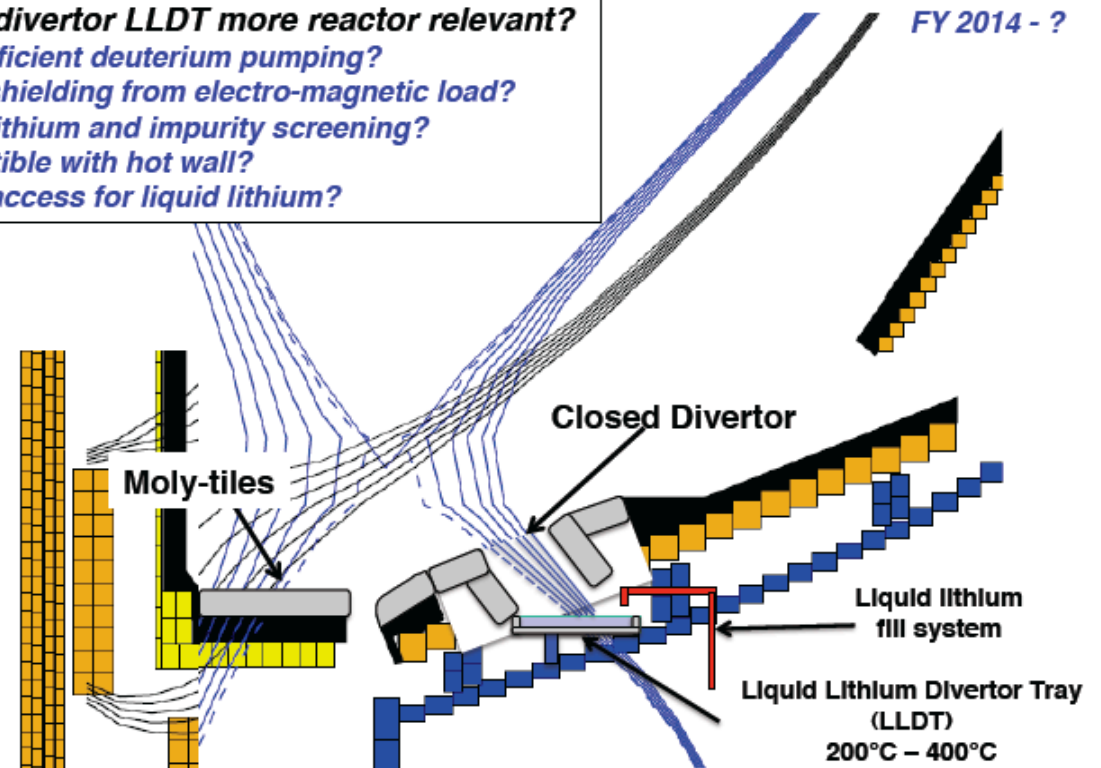 divertor LLDT more reactor relevant?
FY 2014 - ?
ficient deuterium pumping?
hielding from electro-magnetic load?
ithium and impurity screening?
tible with hot wall?
access for liquid lithium?
Closed Divertor
Moly-tiles
Liquid lithium
fill system
Liquid Lithium Divertor Tray
(LLDT)
200°C – 400°C